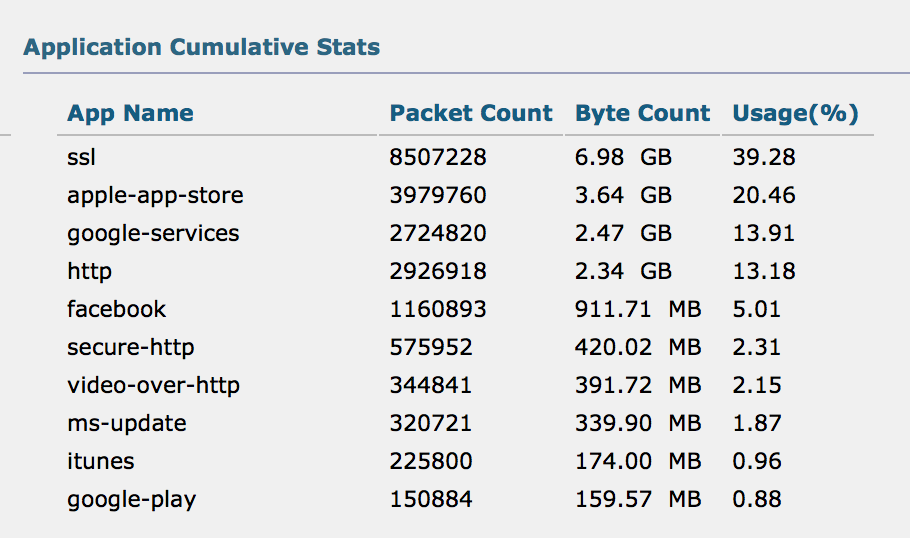 Application Cumulative Stats
App Name Packet Count Byte Count Usage(%)
ssl 8507228 6.98 GB 39.28
apple-app-store 3979760 3.64 GB 20.46
google-services 2724820 2.47 GB 13.91
http 2926918 2.34 GB 13.18
facebook 1160893 911.71 MB 5.01
secure-http 575952 420.02 MB 2.31
video-over-http 344841 391.72 MB 2.15
ms-update 320721 339.90 MB 1.87
itunes 225800 174.00 MB 0.96
google-play 150884 159.57 MB 0.88